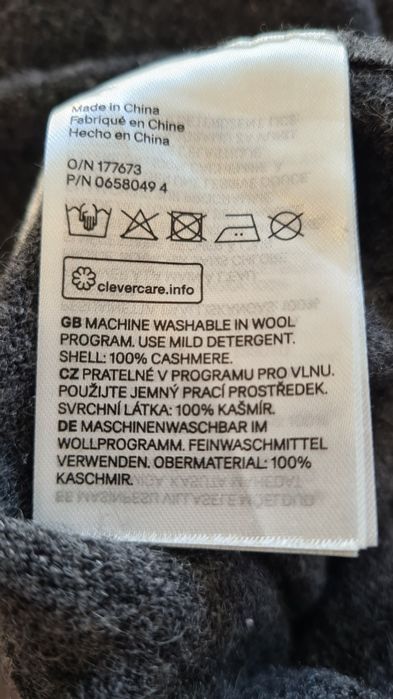 Made in China
Fabriqué en Chine
Hecho en China
O/N 177673
P/N 0658049 4
clevercare.info
GB MACHINE WASHABLE IN WOOL
PROGRAM. USE MILD DETERGENT.
SHELL: 100% CASHMERE.
CZ PRATELNÉ V PROGRAMU PRO VLNU.
POUŽIJTE JEMNÝ PRACÍ PROSTŘEDEK.
SVRCHNÍ LÁTKA: 100% KAŠMÍR.
DE MASCHINENWASCHBAR IM
WOLLPROGRAMM. FEINWASCHMITTEL
VERWENDEN. OBERMATERIAL: 100%
KASCHMIR.